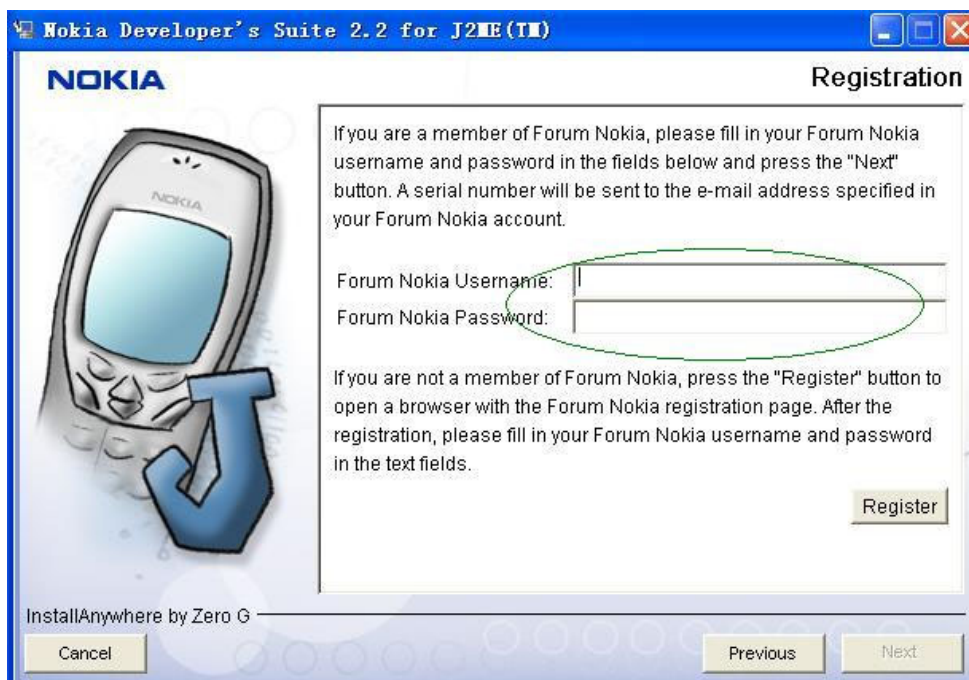 Nokia Developer's Suite 2.2 for J2ME(TM)
NOKIA
Registration
NOKIA
If you are a member of Forum Nokia, please fill in your Forum Nokia
username and password in the fields below and press the "Next"
button. A serial number will be sent to the e-mail address specified in
your Forum Nokia account.
Forum Nokia Username:
Forum Nokia Password:
If you are not a member of Forum Nokia, press the "Register" button to
open a browser with the Forum Nokia registration page. After the
registration, please fill in your Forum Nokia username and password
in the text fields.
Register
InstallAnywhere by Zero G
Cancel
Previous
Next